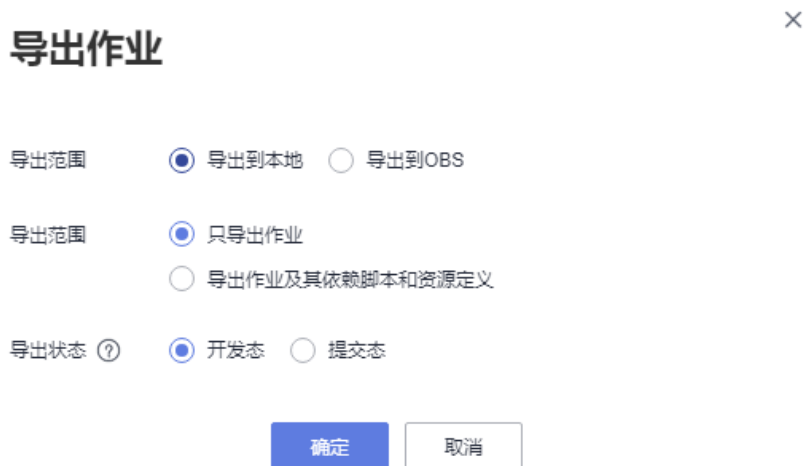 导出作业
导出范围 导出到本地 导出到OBS
导出范围 只导出作业
导出作业及其依赖脚本和资源定义
导出状态 ? 开发态 提交态
确定 取消